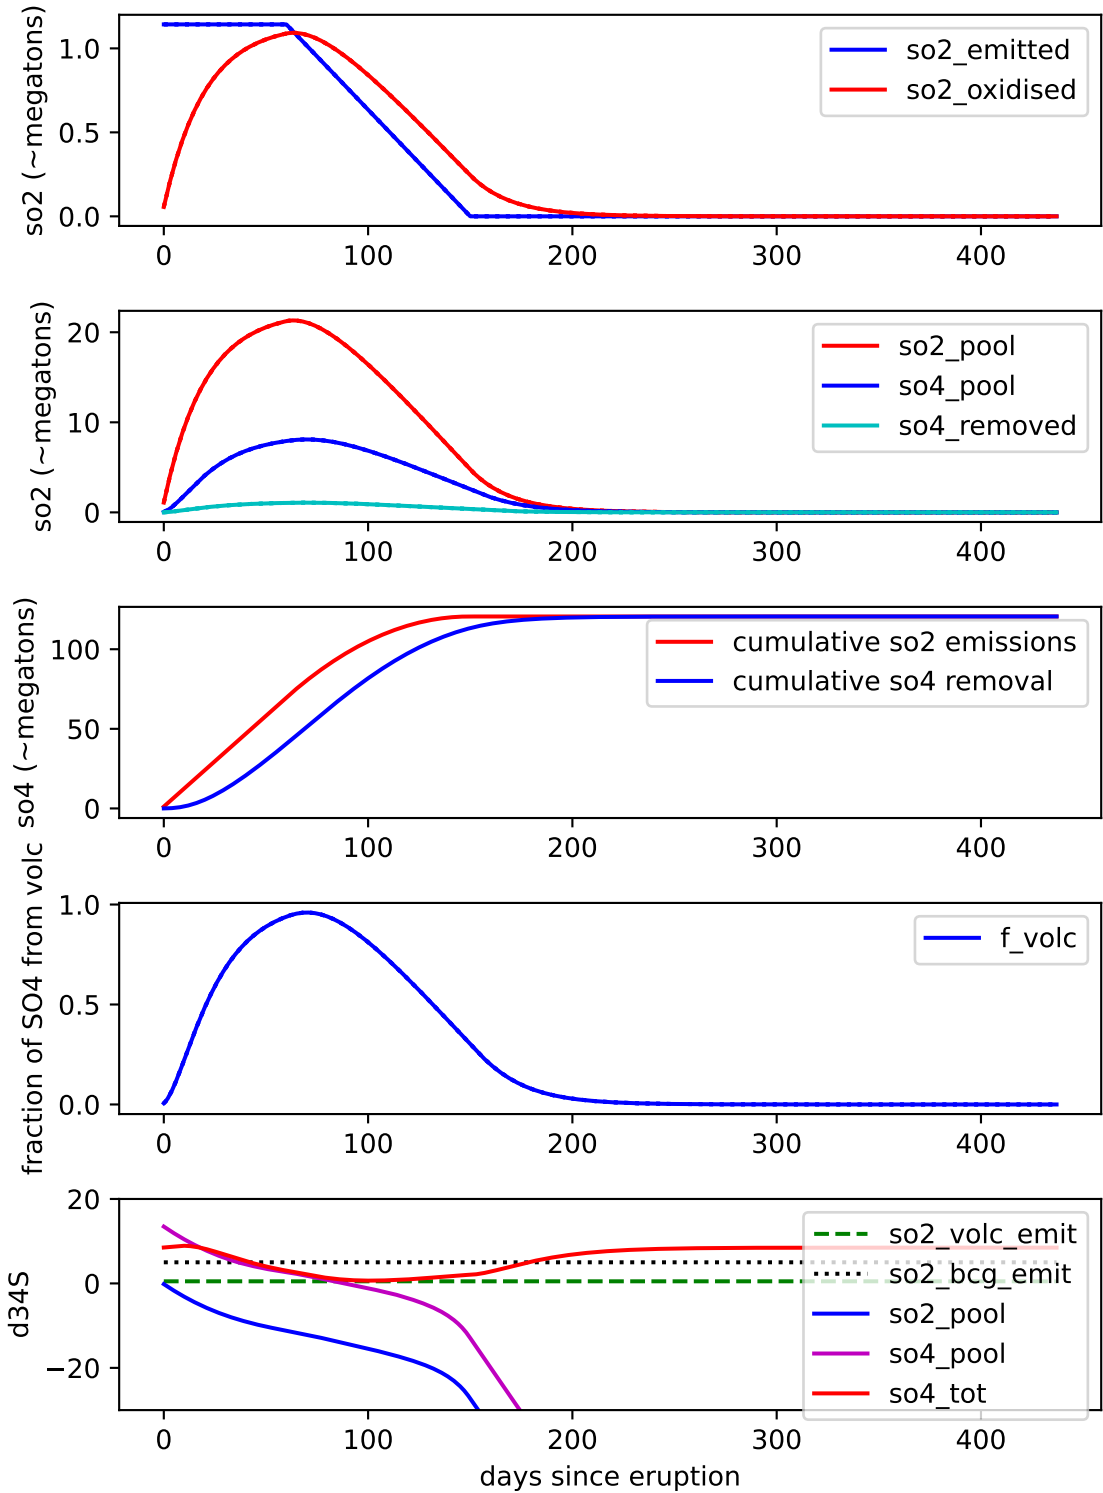 so2 (~megatons)
1.0
0.5
0.0
so2_emitted
so2_oxidised
0 100 200 300 400
so2 (~megatons)
20
10
0
so2_pool
so4_pool
so4_removed
0 100 200 300 400
so4 (~megatons)
100
50
0
cumulative so2 emissions
cumulative so4 removal
0 100 200 300 400
fraction of SO4 from volc
1.0
0.5
0.0
f_volc
0 100 200 300 400
d34S
20
0
−20
so2_volc_emit
so2_bcg_emit
so2_pool
so4_pool
so4_tot
0 100 200 300 400
days since eruption